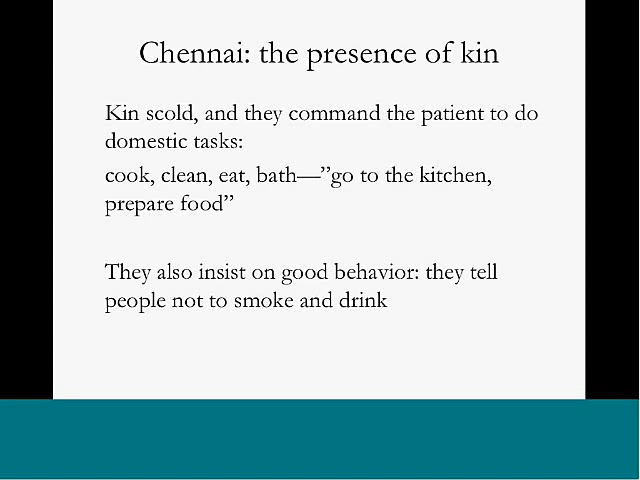 Chennai: the presence of kin
Kin scold, and they command the patient to do
domestic tasks:
cook, clean, eat, bath—”go to the kitchen,
prepare food”
They also insist on good behavior: they tell
people not to smoke and drink